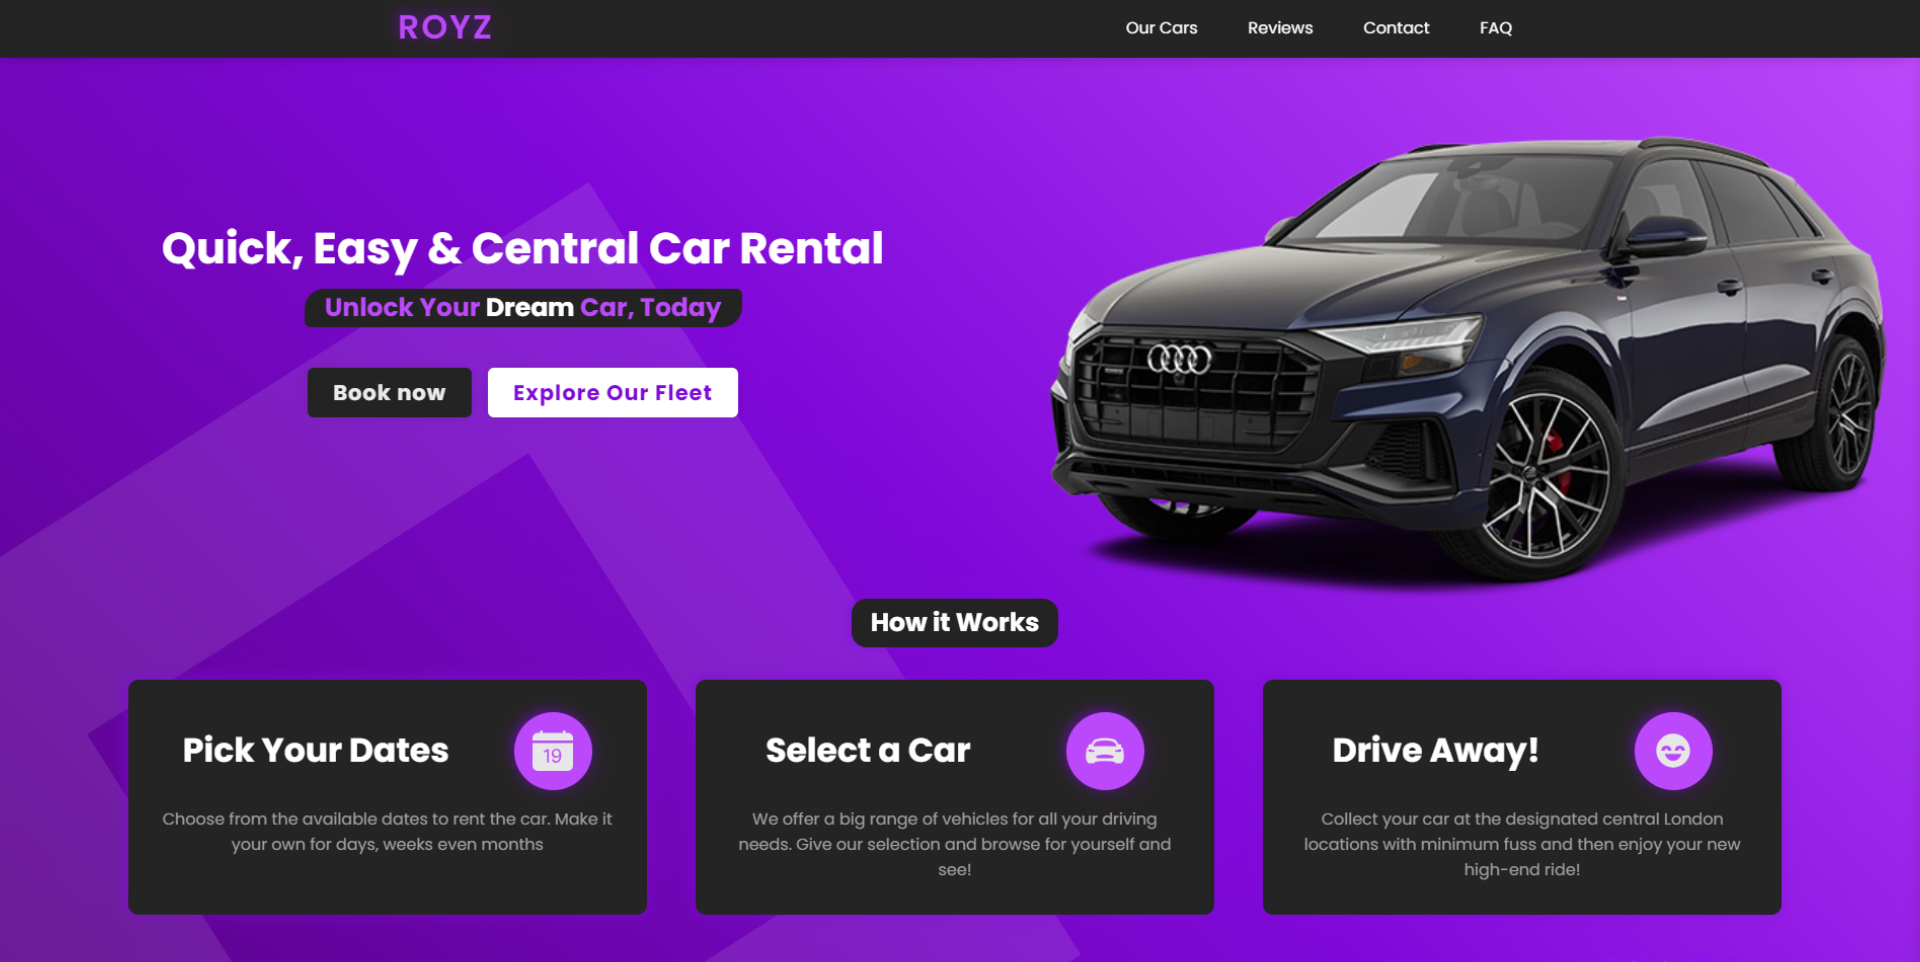 ROYZ
Our Cars
Reviews
Contact
FAQ
Quick, Easy & Central Car Rental
Unlock Your Dream Car, Today
Book now
Explore Our Fleet
How it Works
Pick Your Dates
19
Choose from the available dates to rent the car. Make it
your own for days, weeks even months
Select a Car
We offer a big range of vehicles for all your driving
needs. Give our selection and browse for yourself and
see!
Drive Away!
Collect your car at the designated central London
locations with minimum fuss and then enjoy your new
high-end ride!